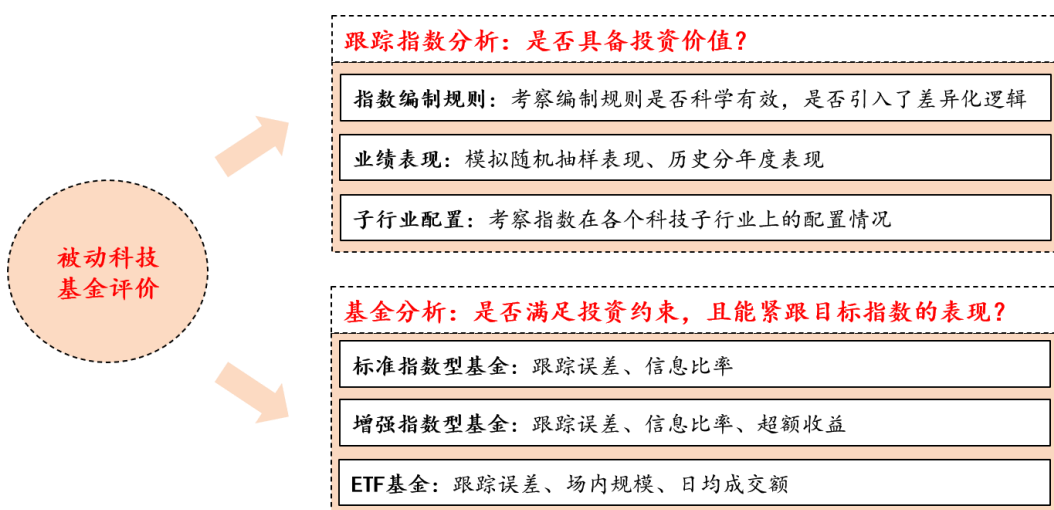 跟踪指数分析：是否具备投资价值？
指数编制规则：考察编制规则是否科学有效，是否引入了差异化逻辑
业绩表现：模拟随机抽样表现、历史分年度表现
子行业配置：考察指数在各个科技子行业上的配置情况
被动科技
基金评价
基金分析：是否满足投资约束，且能紧跟目标指数的表现？
标准指数型基金：跟踪误差、信息比率
增强指数型基金：跟踪误差、信息比率、超额收益
ETF基金：跟踪误差、场内规模、日均成交额